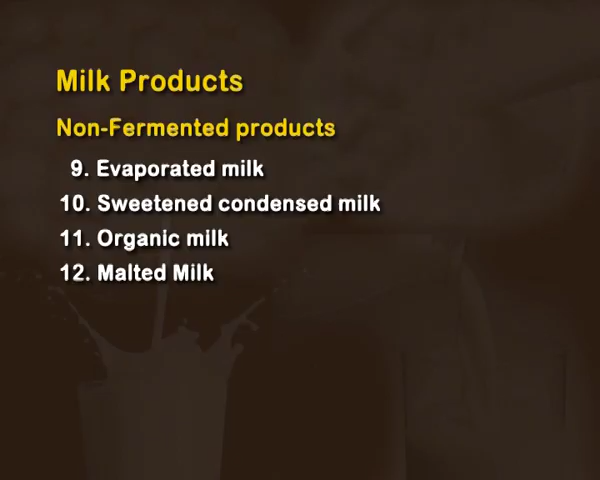 Milk Products
Non-Fermented products
9. Evaporated milk
10. Sweetened condensed milk
11. Organic milk
12. Malted Milk